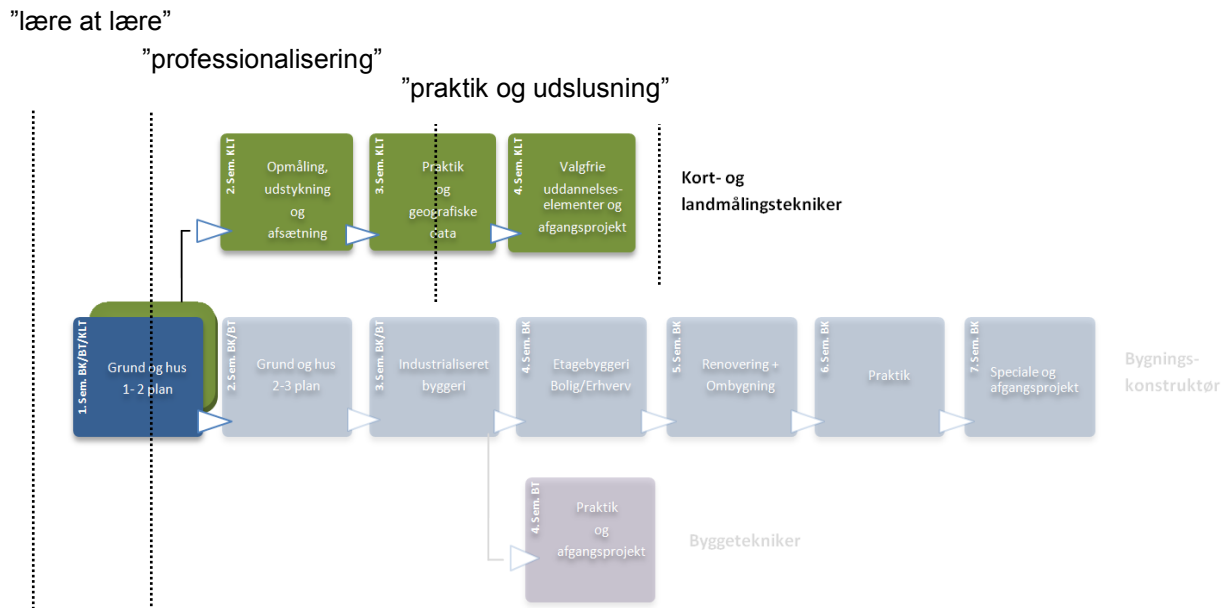 ”lære at lære”
”professionalisering”
”praktik og udslusning”
2. Sem. KLT
Opmåling,
udstykning
og
afsætning
3. Sem. KLT
Praktik
og
geografiske
data
4. Sem. KLT
Valgfrie
uddannelses-
elementer og
afgangsprojekt
Kort- og
landmålingstekniker
1. Sem. BK/BT/KLT
Grund og hus
1- 2 plan
2. Sem. BK/BT
Grund og hus
2-3 plan
3. Sem. BK/BT
Industrialiseret
byggeri
4. Sem. BK
Etagebyggeri
Bolig/Erhverv
5. Sem. BK
Renovering +
Ombygning
6. Sem. BK
Praktik
7. Sem. BK
Speciale og
afgangsprojekt
Bygnings-
konstruktør
4. Sem. BT
Praktik
og
afgangsprojekt
Byggetekniker